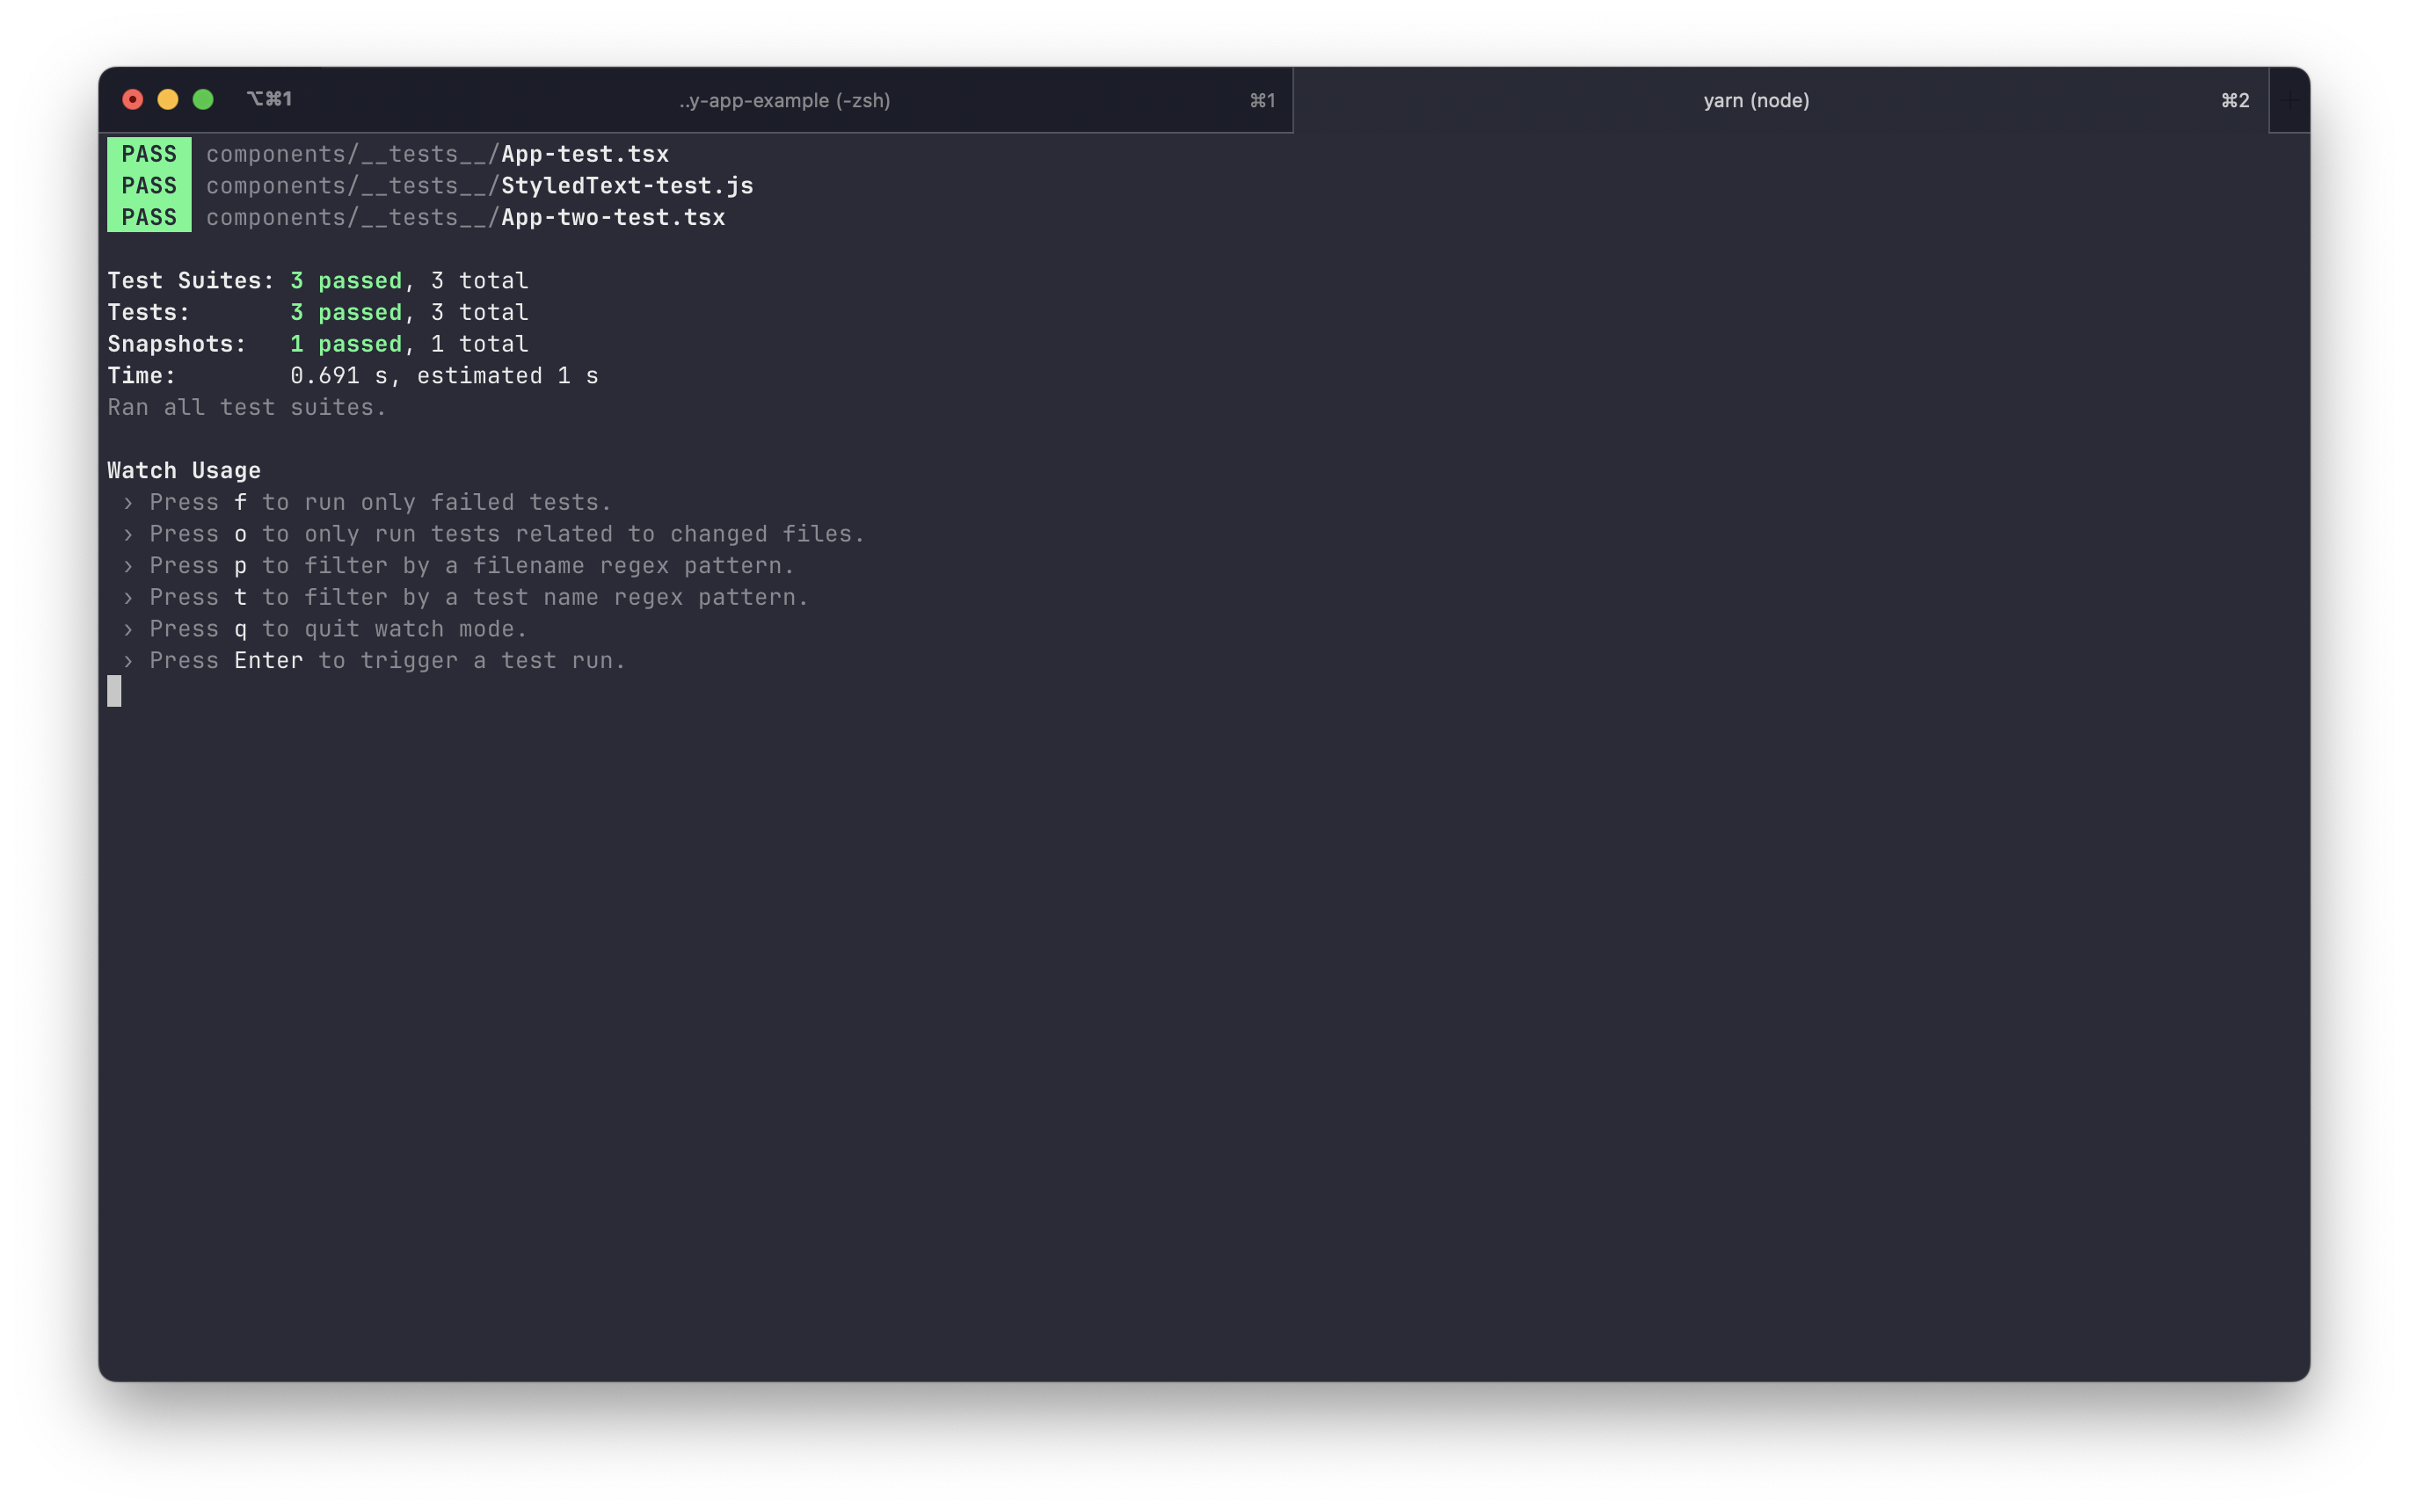 ⌥⌘1 ..y-app-example (-zsh) ⌘1 yarn (node) ⌘2
PASS components/__tests__/App-test.tsx
PASS components/__tests__/StyledText-test.js
PASS components/__tests__/App-two-test.tsx
Test Suites: 3 passed, 3 total
Tests:       3 passed, 3 total
Snapshots:   1 passed, 1 total
Time:        0.691 s, estimated 1 s
Ran all test suites.
Watch Usage
› Press f to run only failed tests.
› Press o to only run tests related to changed files.
› Press p to filter by a filename regex pattern.
› Press t to filter by a test name regex pattern.
› Press q to quit watch mode.
› Press Enter to trigger a test run.